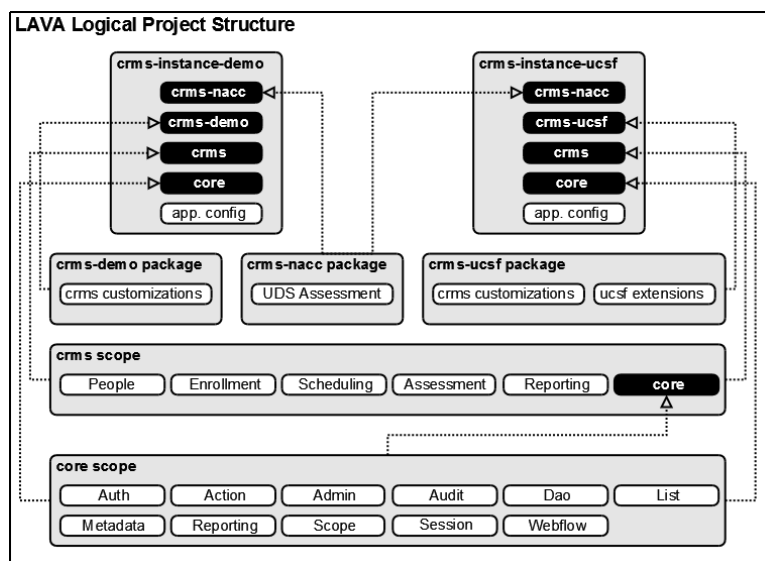 LAVA Logical Project Structure
crms-instance-demo
crms-nacc
crms-demo
crms
core
app. config
crms-instance-ucsf
crms-nacc
crms-ucsf
crms
core
app. config
crms-demo package
crms customizations
crms-nacc package
UDS Assessment
crms-ucsf package
crms customizations
ucsf extensions
crms scope
People
Enrollment
Scheduling
Assessment
Reporting
core
core scope
Auth
Action
Admin
Audit
Dao
List
Metadata
Reporting
Scope
Session
Webflow